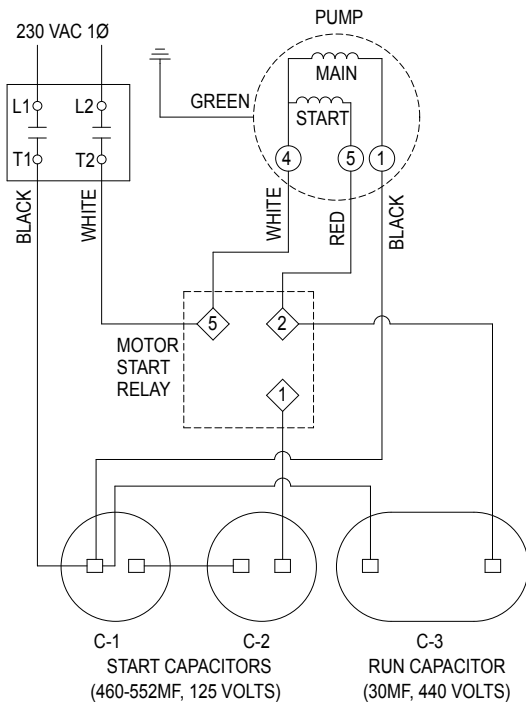 PUMP
230 VAC 1Ø
MAIN
GREEN
START
L1
L2
T1
T2
4
5
1
BLACK
WHITE
WHITE
RED
BLACK
5
2
MOTOR
START
RELAY
1
C-1
C-2
C-3
START CAPACITORS
(460-552MF, 125 VOLTS)
RUN CAPACITOR
(30MF, 440 VOLTS)